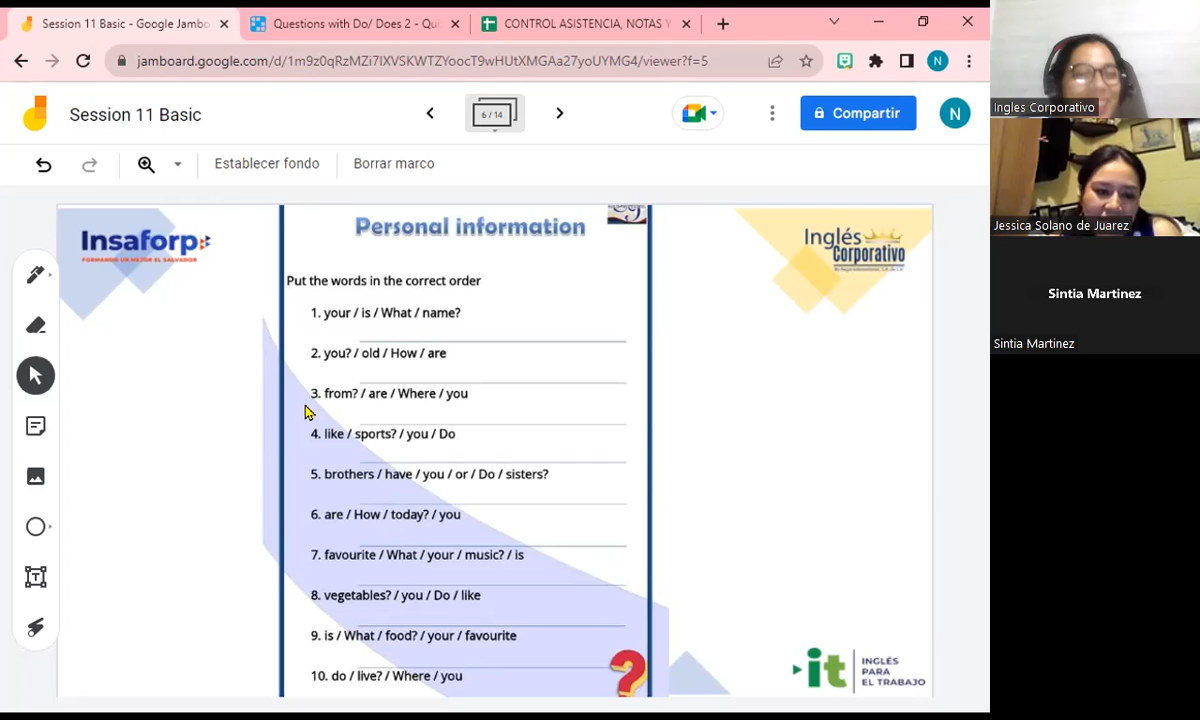 Session 11 Basic - Google Jambo
Questions with Do/ Does 2 - Qu
CONTROL ASISTENCIA, NOTAS Y
jamboard.google.com/d/1m9z0qRzMZi7lXVSKWTZYoocT9wHUtXMGAa27yoUYMG4/viewer?f=5
N
Session 11 Basic
6 / 14
Compartir
N
Establecer fondo
Borrar marco
Insaforp
FORMANDO UN MEJOR EL SALVADOR
Personal information
Inglés
Corporativo
Put the words in the correct order
1. your / is / What / name?
2. you? / old / How / are
3. from? / are / Where / you
4. like / sports? / you / Do
5. brothers / have / you / or / Do / sisters?
6. are / How / today? / you
7. favourite / What / your / music? / is
8. vegetables? / you / Do / like
9. is / What / food? / your / favourite
10. do / live? / Where / you
it
INGLÉS
PARA
EL TRABAJO
Ingles Corporativo
Jessica Solano de Juarez
Sintia Martinez
Sintia Martinez